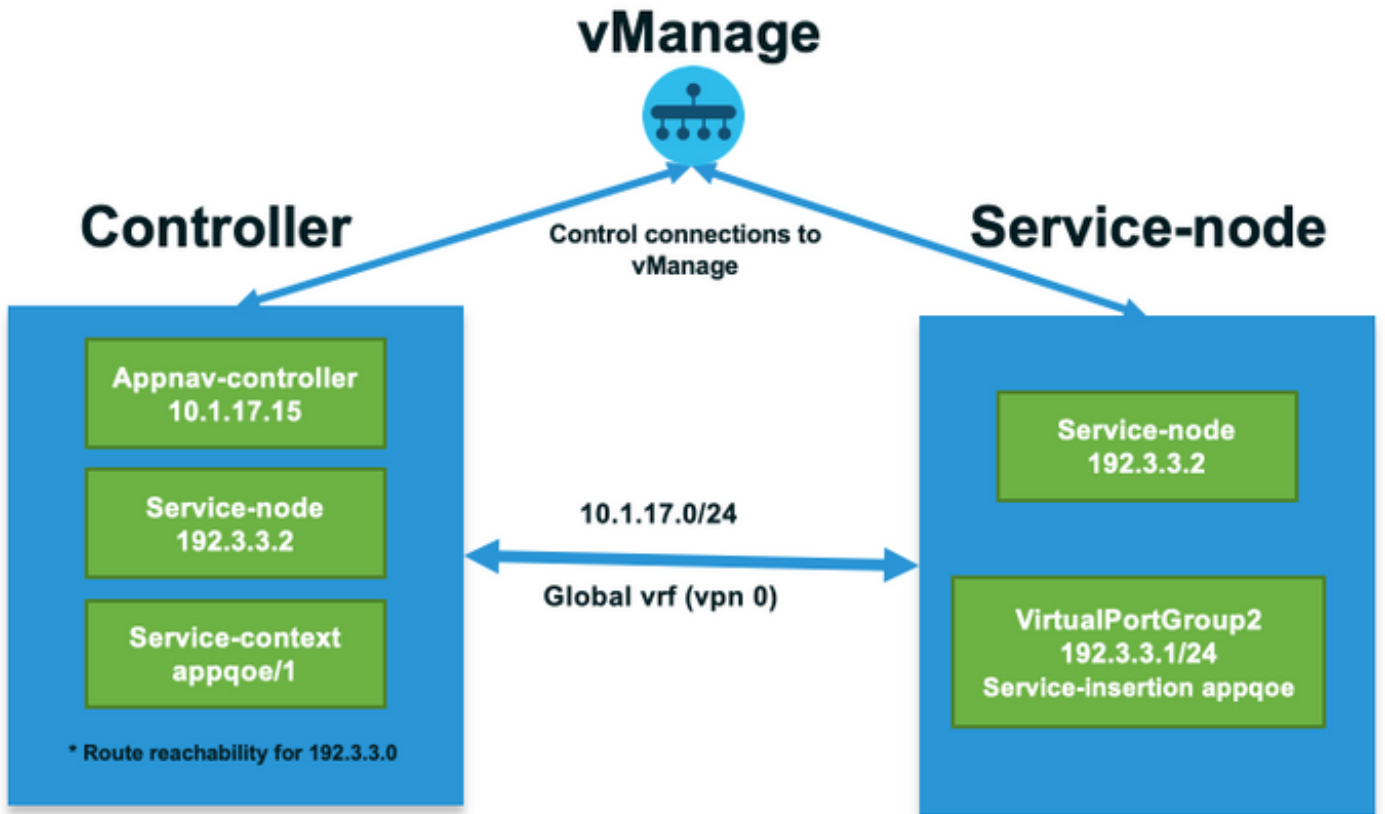 vManage
Controller
Control connections to
vManage
Service-node
Appnav-controller
10.1.17.15
Service-node
192.3.3.2
Service-context
appqoe/1
* Route reachability for 192.3.3.0
10.1.17.0/24
Global vrf (vpn 0)
Service-node
192.3.3.2
VirtualPortGroup2
192.3.3.1/24
Service-insertion appqoe